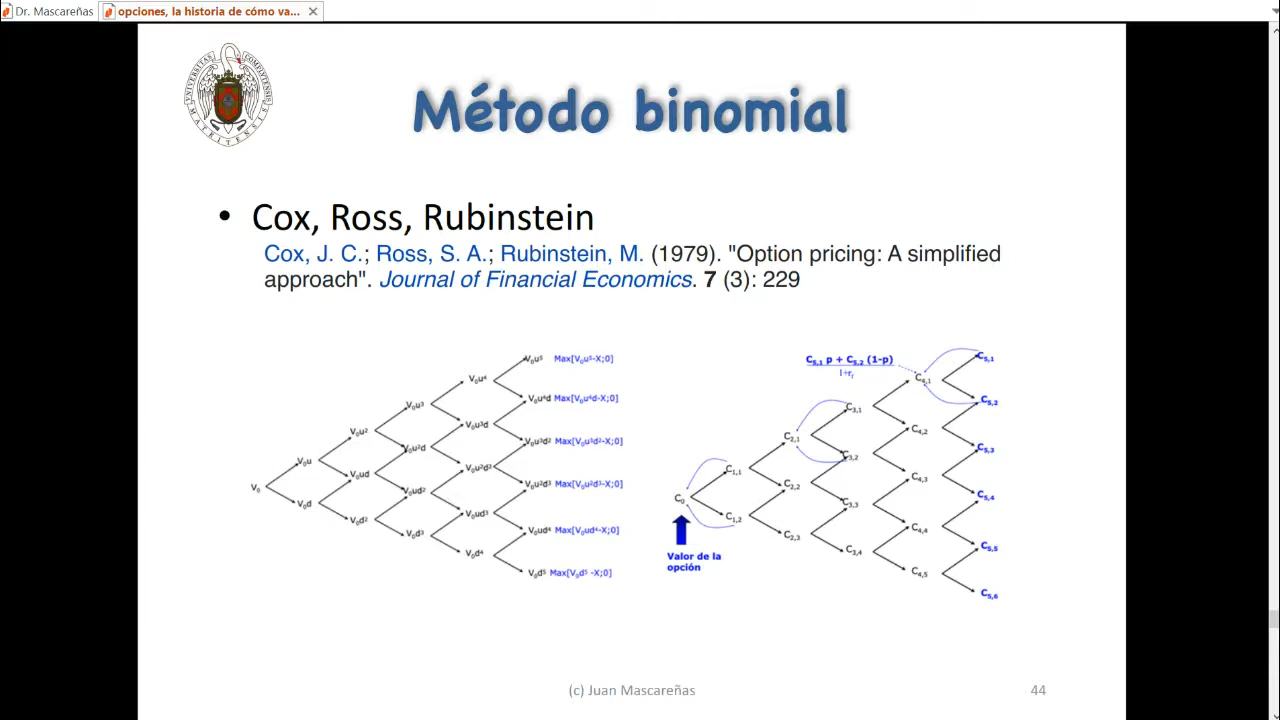 Dr. Mascareñas
opciones, la historia de cómo va...
UNIVERSITAS COMPLUTENSIS MATRITENSIS
Método binomial
• Cox, Ross, Rubinstein
Cox, J. C.; Ross, S. A.; Rubinstein, M. (1979). "Option pricing: A simplified
approach". Journal of Financial Economics. 7 (3): 229
V₀u⁵ Max[V₀u⁵-X;0]
V₀u⁴
V₀u⁴d Max[V₀u⁴d-X;0]
V₀u³
V₀u³d
V₀u²
V₀u³d² Max[V₀u³d²-X;0]
V₀u²d
V₀u
V₀u²d²
V₀ud
V₀
V₀u²d³ Max[V₀u²d³-X;0]
V₀ud²
V₀d
V₀ud³
V₀d²
V₀ud⁴ Max[V₀ud⁴-X;0]
V₀d³
V₀d⁴
V₀d⁵ Max[V₀d⁵ -X;0]
C₅,₁ p + C₅,₂ (1-p)
1+rf
C₅,₁
C₄,₁
C₅,₂
C₃,₁
C₄,₂
C₂,₁
C₅,₃
C₃,₂
C₁,₁
C₄,₃
C₂,₂
C₀
C₅,₄
C₃,₃
C₁,₂
C₄,₄
C₂,₃
C₅,₅
C₃,₄
C₄,₅
C₅,₆
Valor de la
opción
(c) Juan Mascareñas
44